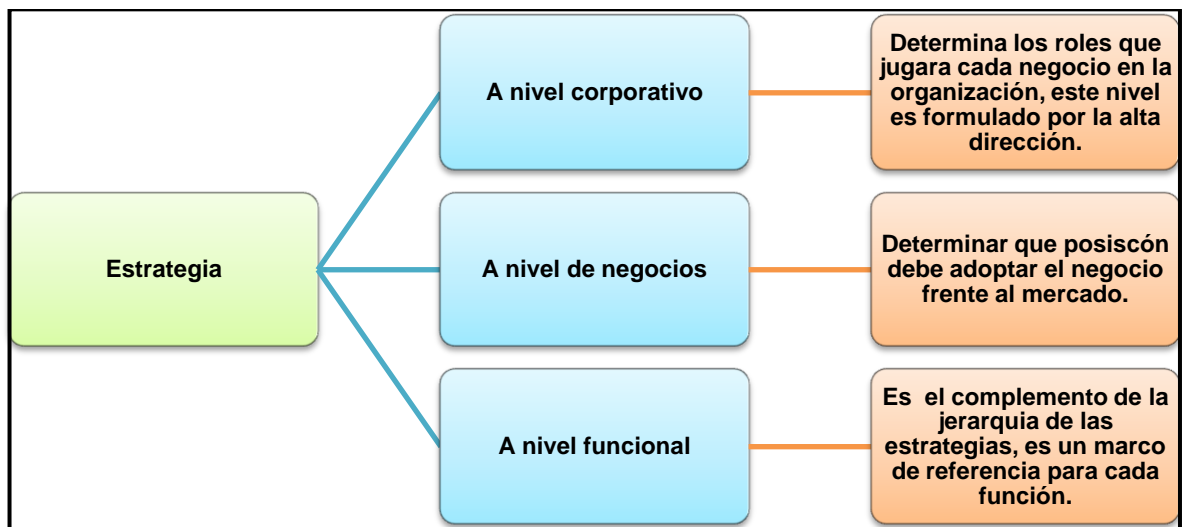 Estrategia
A nivel corporativo
Determina los roles que
jugara cada negocio en la
organización, este nivel
es formulado por la alta
dirección.
A nivel de negocios
Determinar que posiscón
debe adoptar el negocio
frente al mercado.
A nivel funcional
Es el complemento de la
jerarquia de las
estrategias, es un marco
de referencia para cada
función.